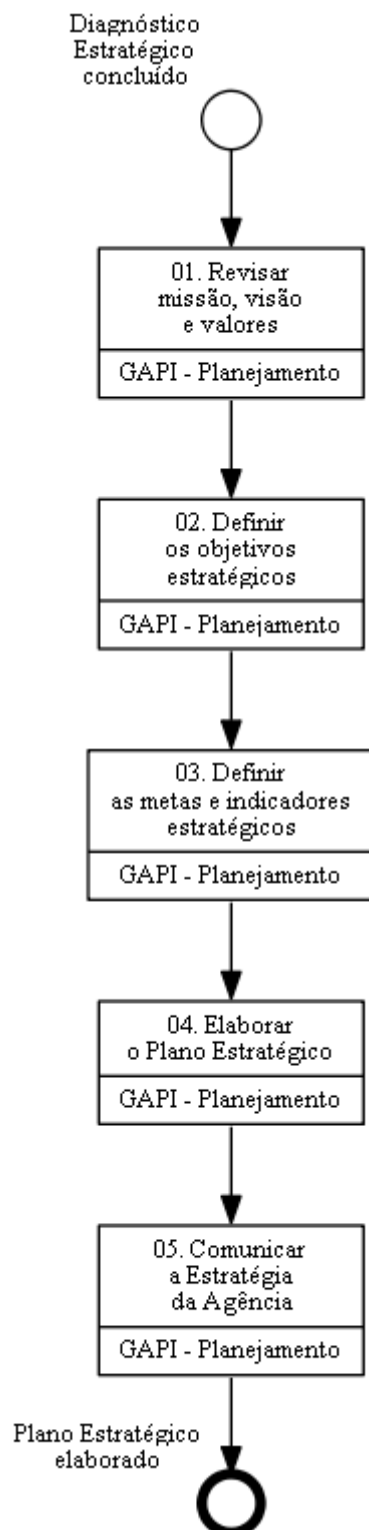 Diagnóstico
Estratégico
concluído
01. Revisar
missão, visão
e valores
GAPI - Planejamento
02. Definir
os objetivos
estratégicos
GAPI - Planejamento
03. Definir
as metas e indicadores
estratégicos
GAPI - Planejamento
04. Elaborar
o Plano Estratégico
GAPI - Planejamento
05. Comunicar
a Estratégia
da Agência
GAPI - Planejamento
Plano Estratégico
elaborado